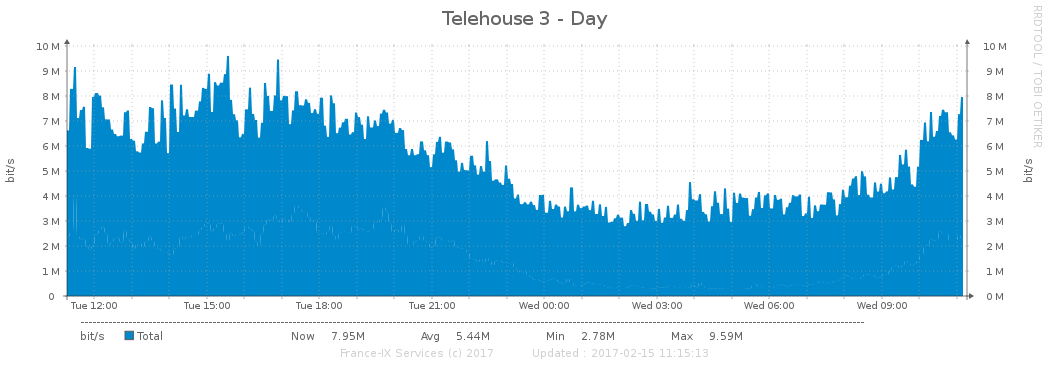 Telehouse 3 - Day
RRDTOOL / TOBI OETIKER
bit/s
bit/s
10 M 10 M
9 M 9 M
8 M 8 M
7 M 7 M
6 M 6 M
5 M 5 M
4 M 4 M
3 M 3 M
2 M 2 M
1 M 1 M
0 0 M
Tue 12:00 Tue 15:00 Tue 18:00 Tue 21:00 Wed 00:00 Wed 03:00 Wed 06:00 Wed 09:00
bit/s Total Now 7.95M Avg 5.44M Min 2.78M Max 9.59M
France-IX Services (c) 2017 Updated : 2017-02-15 11:15:13